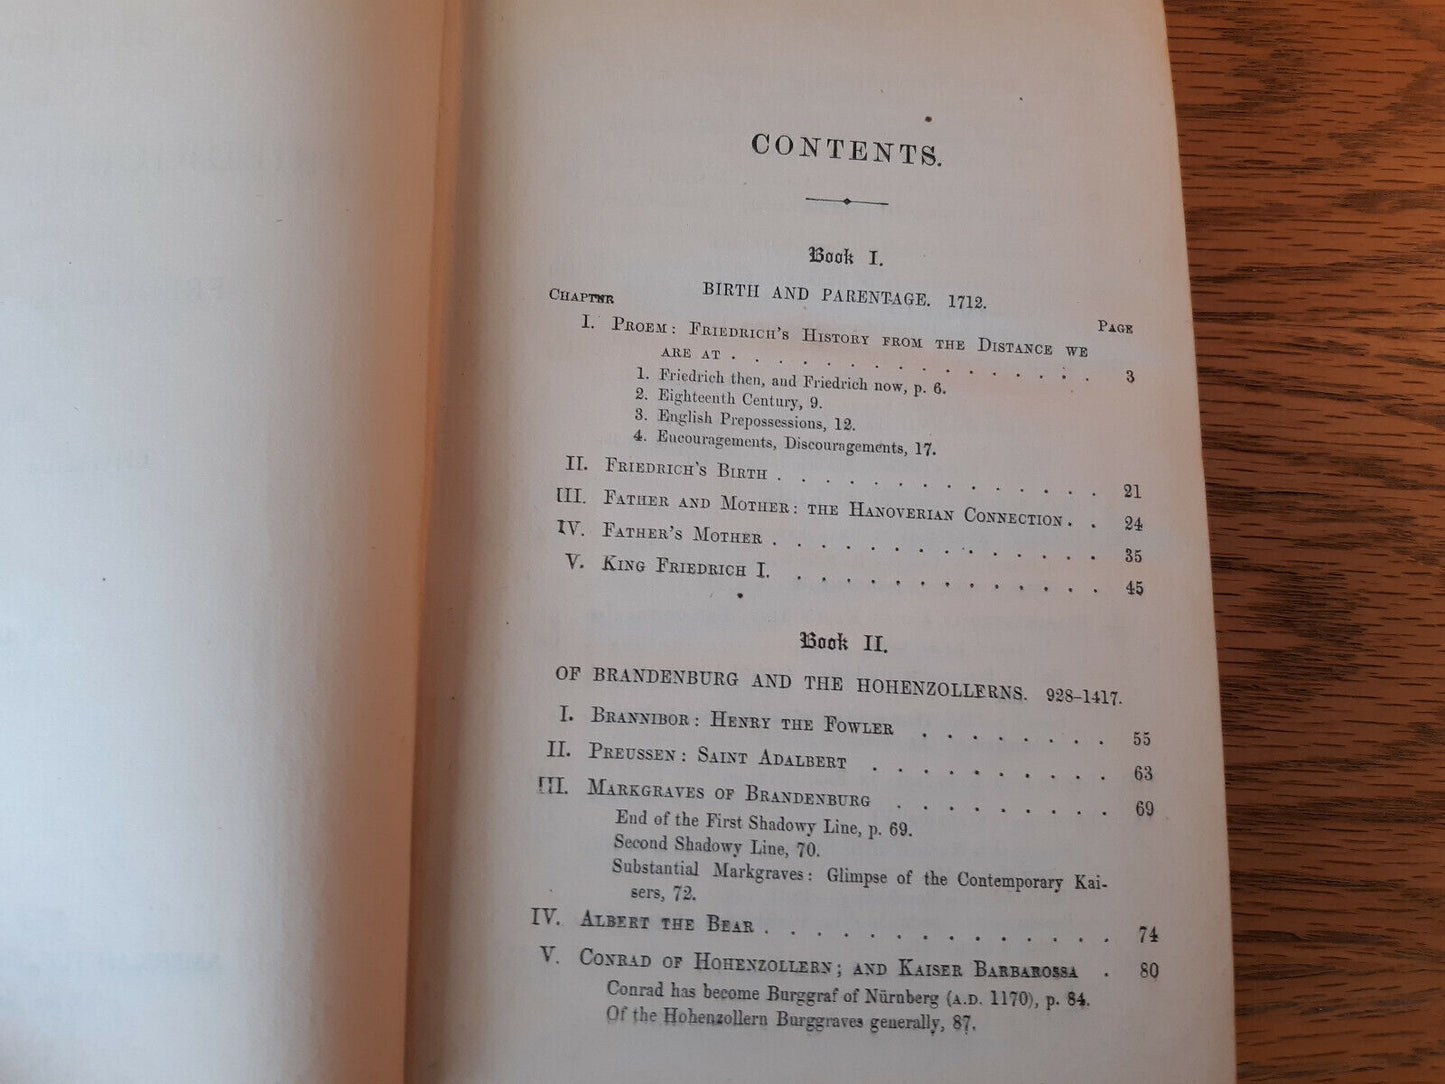 CONTENTS.
Book I.
BIRTH AND PARENTAGE. 1712.
CHAPTER
PAGE
I. PROEM: FRIEDRICH'S HISTORY FROM THE DISTANCE WE
ARE AT . . . . . . . . . . . . . . . . 3
1. Friedrich then, and Friedrich now, p. 6.
2. Eighteenth Century, 9.
3. English Prepossessions, 12.
4. Encouragements, Discouragements, 17.
II. FRIEDRICH'S BIRTH . . . . . . . . . . . . . . 21
III. FATHER AND MOTHER: THE HANOVERIAN CONNECTION . . 24
IV. FATHER'S MOTHER . . . . . . . . . . . . . . 35
V. KING FRIEDRICH I. . . . . . . . . . . . . . 45
Book II.
OF BRANDENBURG AND THE HOHENZOLLERNS. 928-1417.
I. BRANNIBOR: HENRY THE FOWLER . . . . . . . . 55
II. PREUSSEN: SAINT ADALBERT . . . . . . . . . . 63
III. MARKGRAVES OF BRANDENBURG . . . . . . . . . 69
End of the First Shadowy Line, p. 69.
Second Shadowy Line, 70.
Substantial Markgraves: Glimpse of the Contemporary Kai-
sers, 72.
IV. ALBERT THE BEAR . . . . . . . . . . . . . . 74
V. CONRAD OF HOHENZOLLERN; AND KAISER BARBAROSSA . 80
Conrad has become Burggraf of Nürnberg (A.D. 1170), p. 84.
Of the Hohenzollern Burggraves generally, 87.